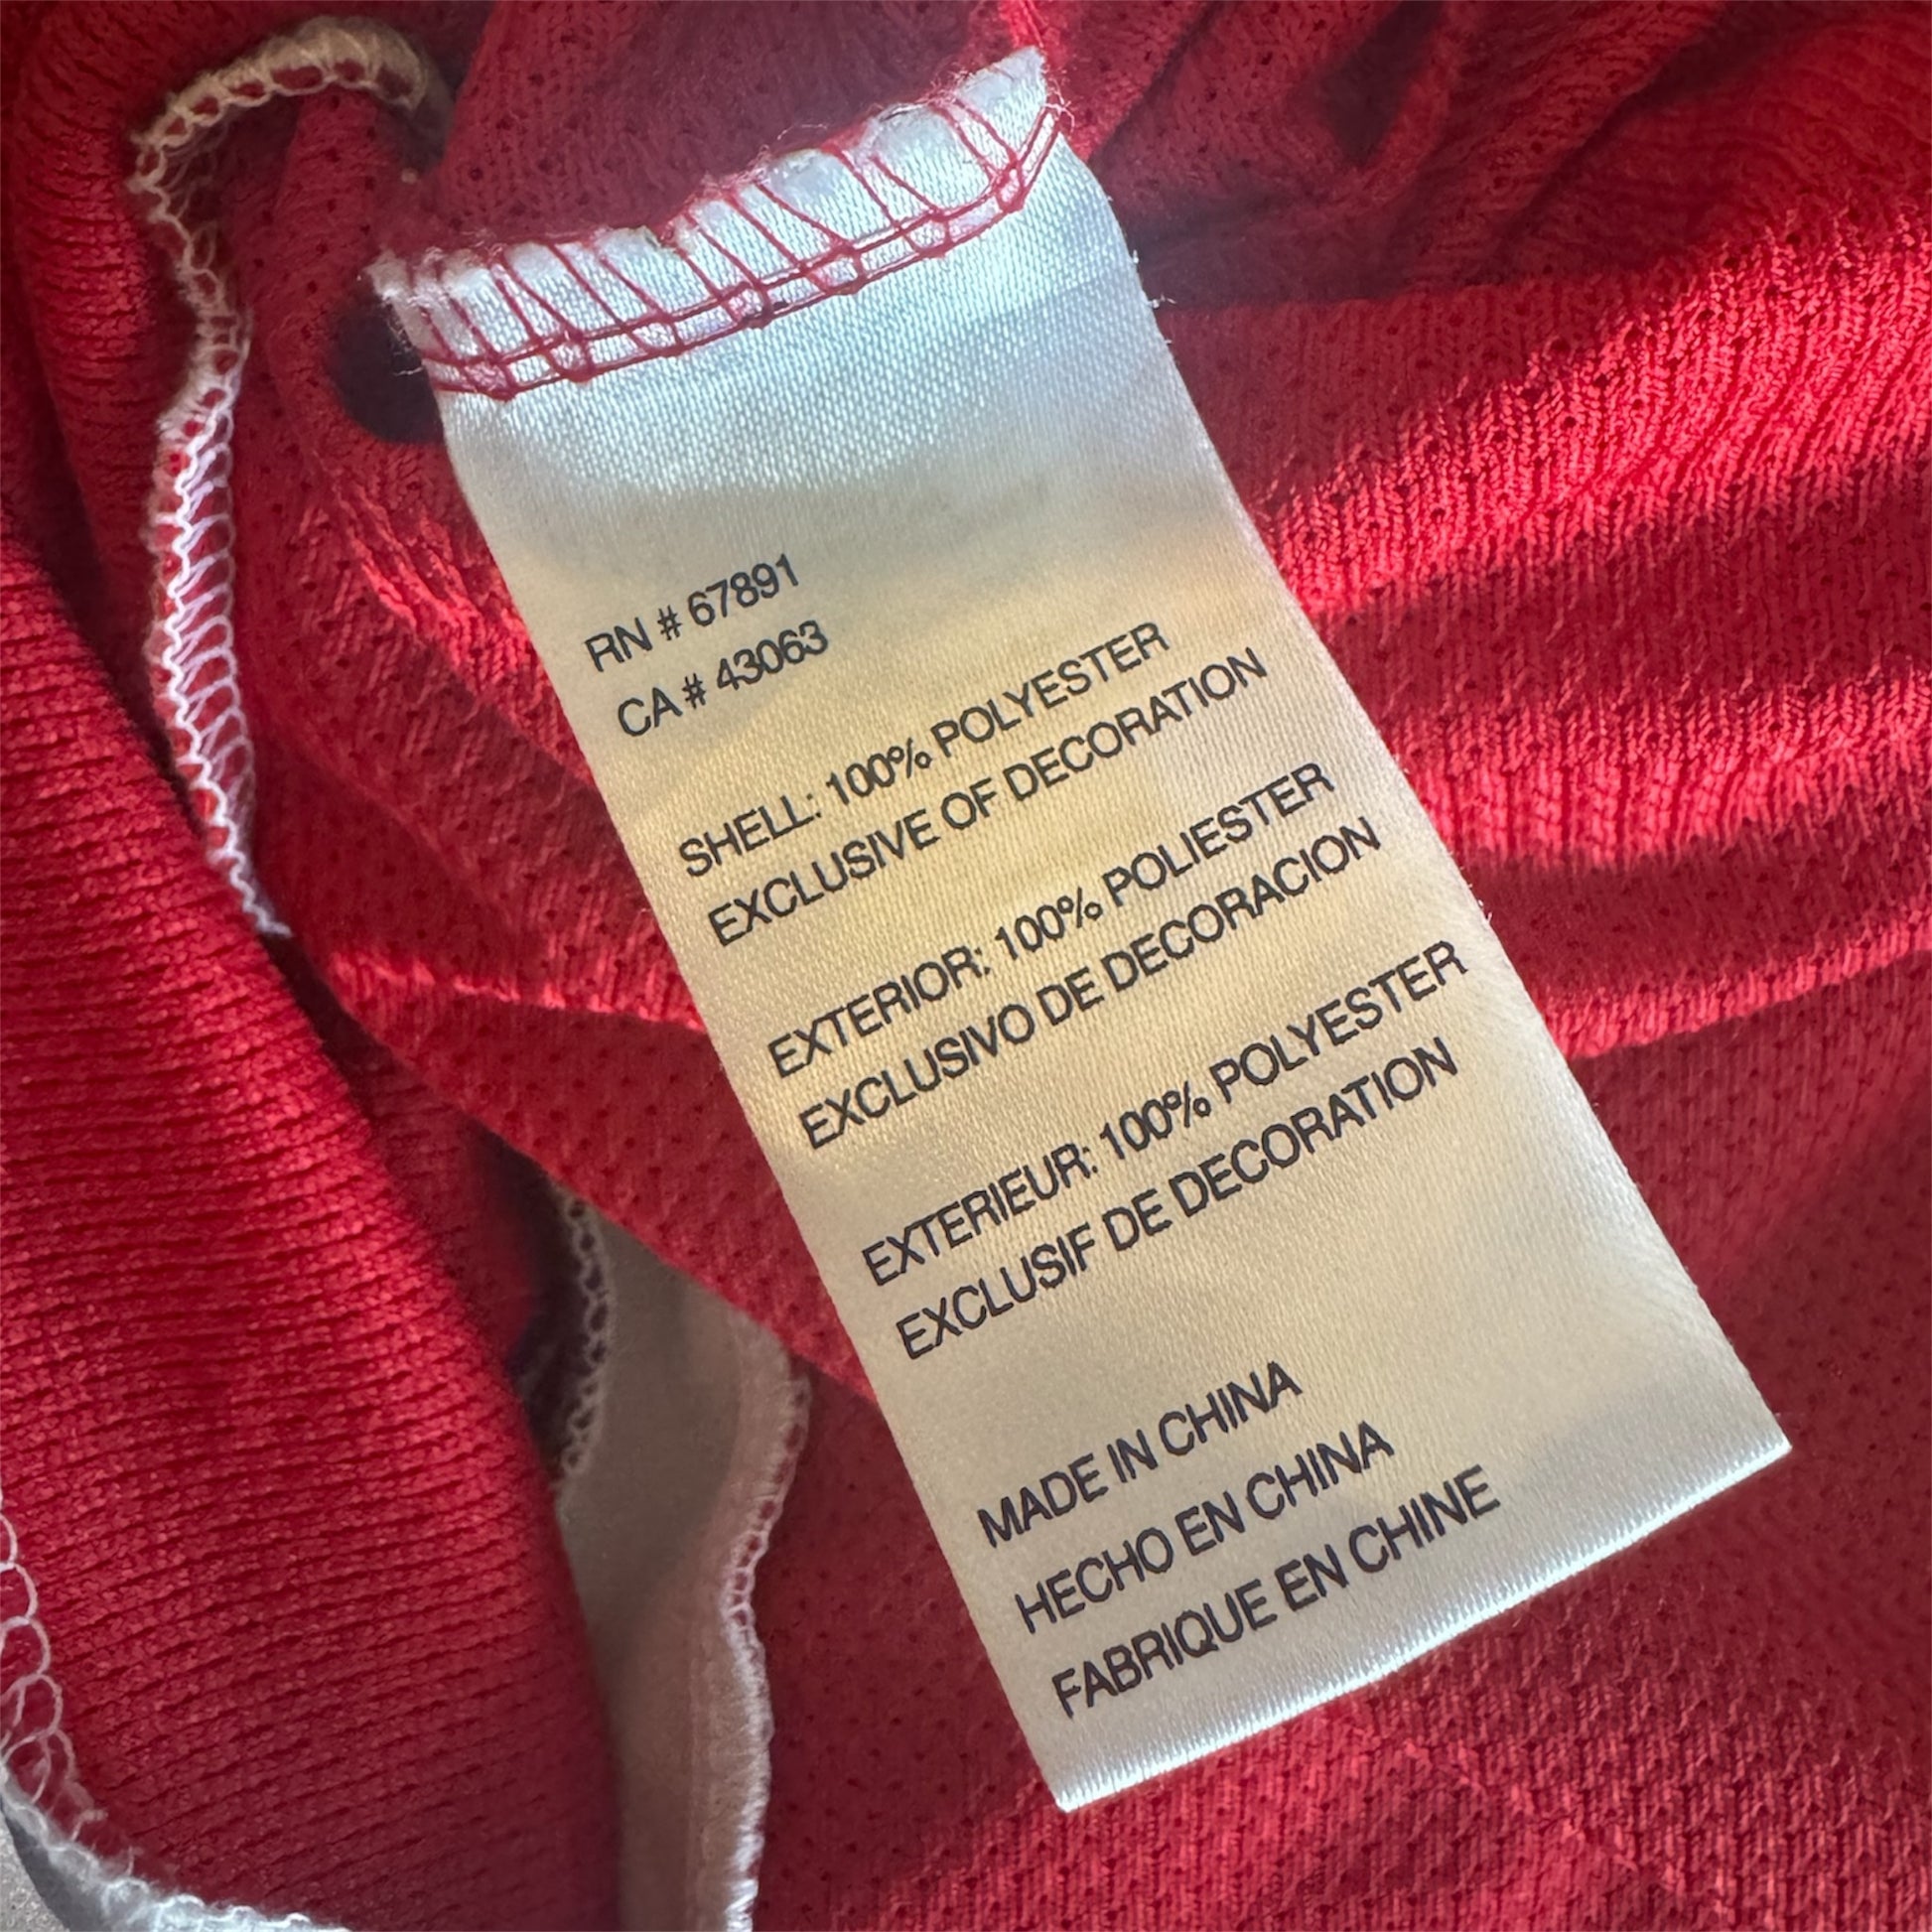 RN # 67891
CA # 43063
SHELL: 100% POLYESTER
EXCLUSIVE OF DECORATION
EXTERIOR: 100% POLIESTER
EXCLUSIVO DE DECORACION
EXTERIEUR: 100% POLYESTER
EXCLUSIF DE DECORATION
MADE IN CHINA
HECHO EN CHINA
FABRIQUE EN CHINE